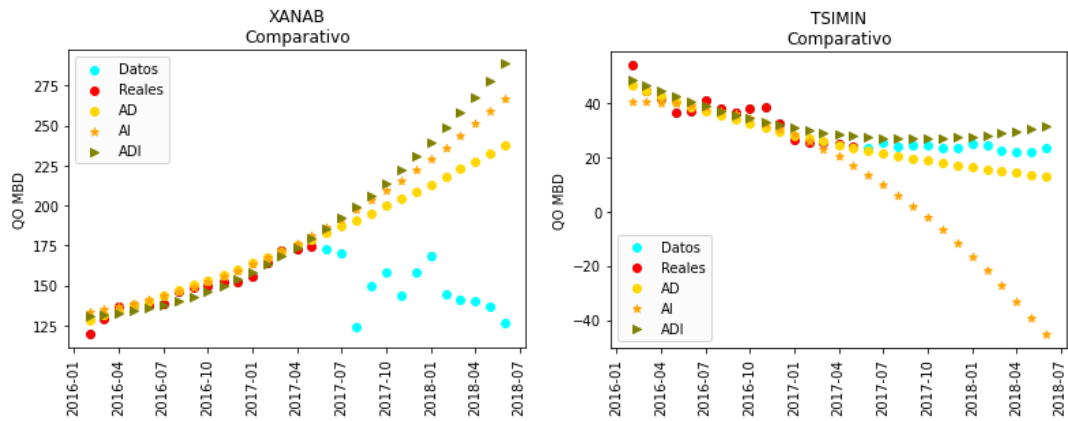 XANAB
Comparativo
Datos
Reales
AD
AI
ADI
QO MBD
275
250
225
200
175
150
125
2016-01
2016-04
2016-07
2016-10
2017-01
2017-04
2017-07
2017-10
2018-01
2018-04
2018-07
TSIMIN
Comparativo
QO MBD
40
20
0
−20
−40
Datos
Reales
AD
AI
ADI
2016-01
2016-04
2016-07
2016-10
2017-01
2017-04
2017-07
2017-10
2018-01
2018-04
2018-07